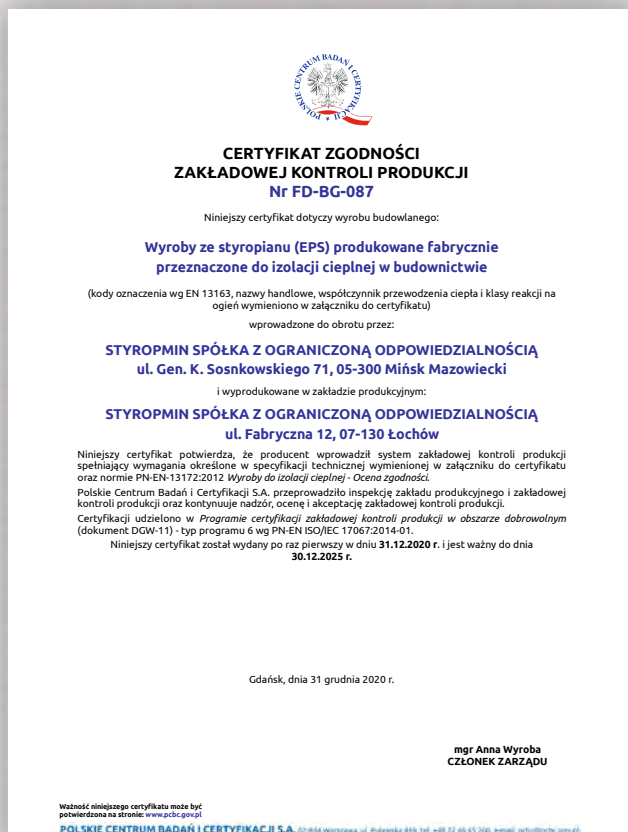 POLSKIE CENTRUM BADAŃ I CERTYFIKACJI
CERTYFIKAT ZGODNOŚCI
ZAKŁADOWEJ KONTROLI PRODUKCJI
Nr FD-BG-087
Niniejszy certyfikat dotyczy wyrobu budowlanego:
Wyroby ze styropianu (EPS) produkowane fabrycznie
przeznaczone do izolacji cieplnej w budownictwie
(kody oznaczenia wg EN 13163, nazwy handlowe, współczynnik przewodzenia ciepła i klasy reakcji na
ogień wymieniono w załączniku do certyfikatu)
wprowadzone do obrotu przez:
STYROPMIN SPÓŁKA Z OGRANICZONĄ ODPOWIEDZIALNOŚCIĄ
ul. Gen. K. Sosnkowskiego 71, 05-300 Mińsk Mazowiecki
i wyprodukowane w zakładzie produkcyjnym:
STYROPMIN SPÓŁKA Z OGRANICZONĄ ODPOWIEDZIALNOŚCIĄ
ul. Fabryczna 12, 07-130 Łochów
Niniejszy certyfikat potwierdza, że producent wprowadził system zakładowej kontroli produkcji
spełniający wymagania określone w specyfikacji technicznej wymienionej w załączniku do certyfikatu
oraz normie PN-EN-13172:2012 Wyroby do izolacji cieplnej - Ocena zgodności.
Polskie Centrum Badań i Certyfikacji S.A. przeprowadziło inspekcję zakładu produkcyjnego i zakładowej
kontroli produkcji oraz kontynuuje nadzór, ocenę i akceptację zakładowej kontroli produkcji.
Certyfikacji udzielono w Programie certyfikacji zakładowej kontroli produkcji w obszarze dobrowolnym
(dokument DGW-11) - typ programu 6 wg PN-EN ISO/IEC 17067:2014-01.
Niniejszy certyfikat został wydany po raz pierwszy w dniu 31.12.2020 r. i jest ważny do dnia
30.12.2025 r.
Gdańsk, dnia 31 grudnia 2020 r.
mgr Anna Wyroba
CZŁONEK ZARZĄDU
Ważność niniejszego certyfikatu może być
potwierdzona na stronie: www.pcbc.gov.pl
POLSKIE CENTRUM BADAŃ I CERTYFIKACJI S.A.